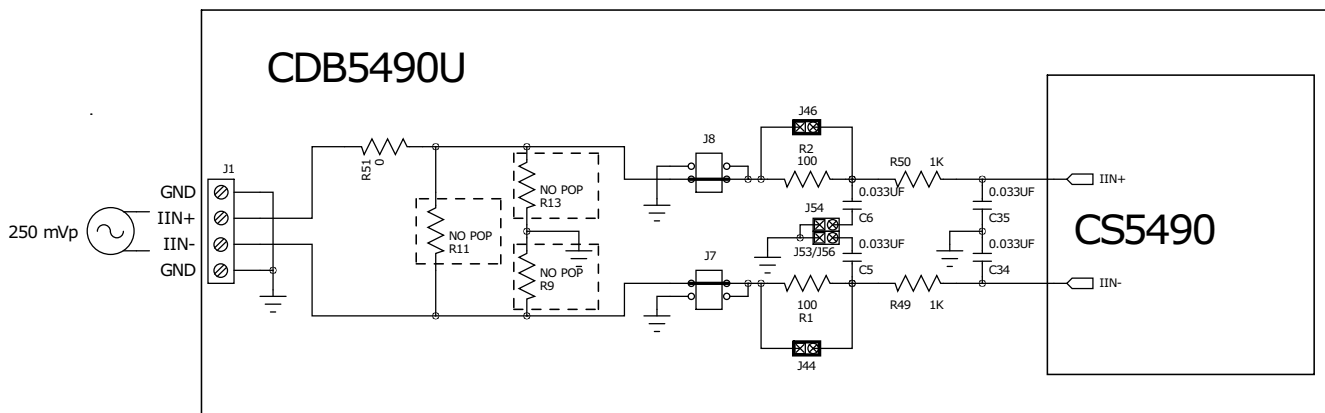 CDB5490U
J46
J8
R2
100
R50 1K
R51
0
J1
NO POP
R13
0.033UF
C6
0.033UF
C35
IIN+
GND
IIN+
IIN-
GND
250 mVp
NO POP
R11
J54
J53/J56
0.033UF
C5
0.033UF
C34
CS5490
NO POP
R9
J7
100
R1
R49 1K
IIN-
J44